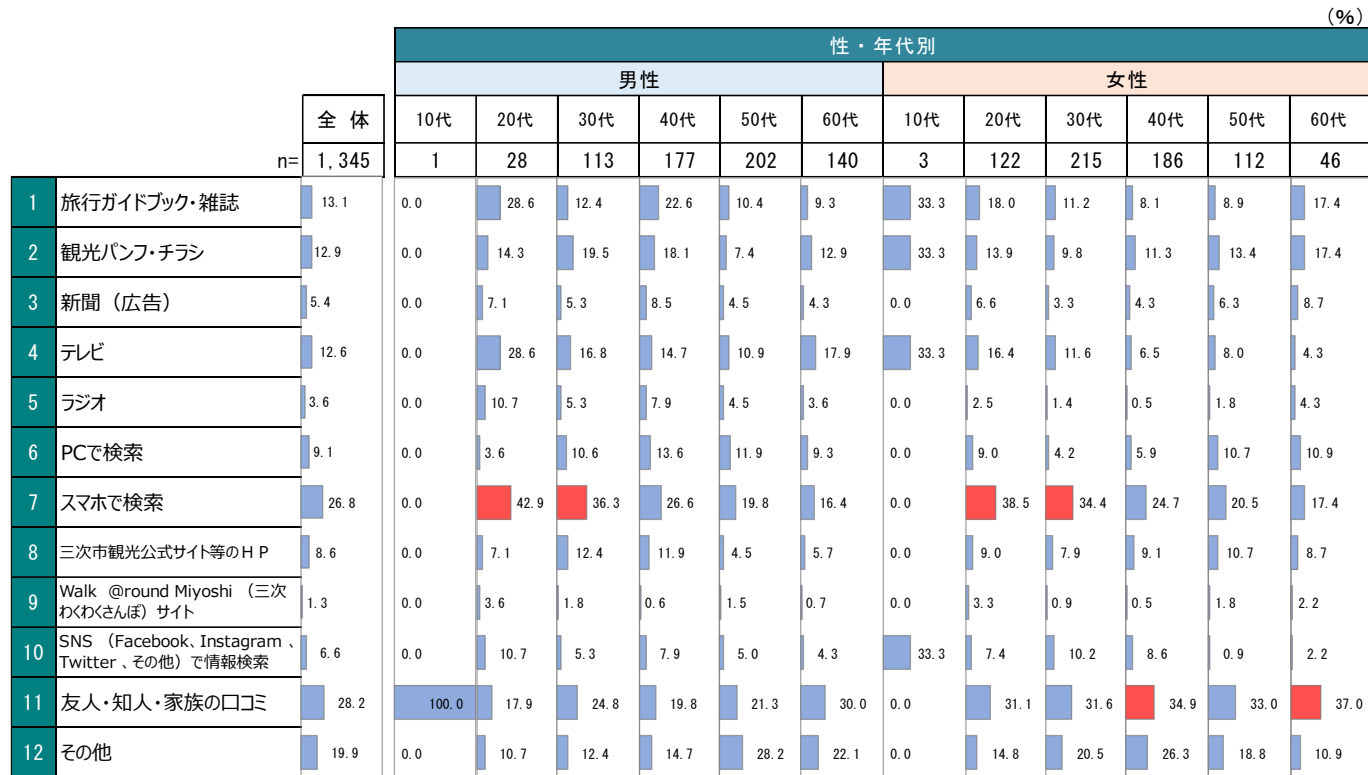 （%）
性・年代別
男性 女性
全 体 10代 20代 30代 40代 50代 60代 10代 20代 30代 40代 50代 60代
n= 1,345 1 28 113 177 202 140 3 122 215 186 112 46
1 旅行ガイドブック・雑誌 13.1 0.0 28.6 12.4 22.6 10.4 9.3 33.3 18.0 11.2 8.1 8.9 17.4
2 観光パンフ・チラシ 12.9 0.0 14.3 19.5 18.1 7.4 12.9 33.3 13.9 9.8 11.3 13.4 17.4
3 新聞（広告） 5.4 0.0 7.1 5.3 8.5 4.5 4.3 0.0 6.6 3.3 4.3 6.3 8.7
4 テレビ 12.6 0.0 28.6 16.8 14.7 10.9 17.9 33.3 16.4 11.6 6.5 8.0 4.3
5 ラジオ 3.6 0.0 10.7 5.3 7.9 4.5 3.6 0.0 2.5 1.4 0.5 1.8 4.3
6 PCで検索 9.1 0.0 3.6 10.6 13.6 11.9 9.3 0.0 9.0 4.2 5.9 10.7 10.9
7 スマホで検索 26.8 0.0 42.9 36.3 26.6 19.8 16.4 0.0 38.5 34.4 24.7 20.5 17.4
8 三次市観光公式サイト等のＨＰ 8.6 0.0 7.1 12.4 11.9 4.5 5.7 0.0 9.0 7.9 9.1 10.7 8.7
9 Walk @round Miyoshi （三次
わくわくさんぽ）サイト 1.3 0.0 3.6 1.8 0.6 1.5 0.7 0.0 3.3 0.9 0.5 1.8 2.2
10 SNS （Facebook、Instagram 、
Twitter 、その他）で情報検索 6.6 0.0 10.7 5.3 7.9 5.0 4.3 33.3 7.4 10.2 8.6 0.9 2.2
11 友人・知人・家族の口コミ 28.2 100.0 17.9 24.8 19.8 21.3 30.0 0.0 31.1 31.6 34.9 33.0 37.0
12 その他 19.9 0.0 10.7 12.4 14.7 28.2 22.1 0.0 14.8 20.5 26.3 18.8 10.9